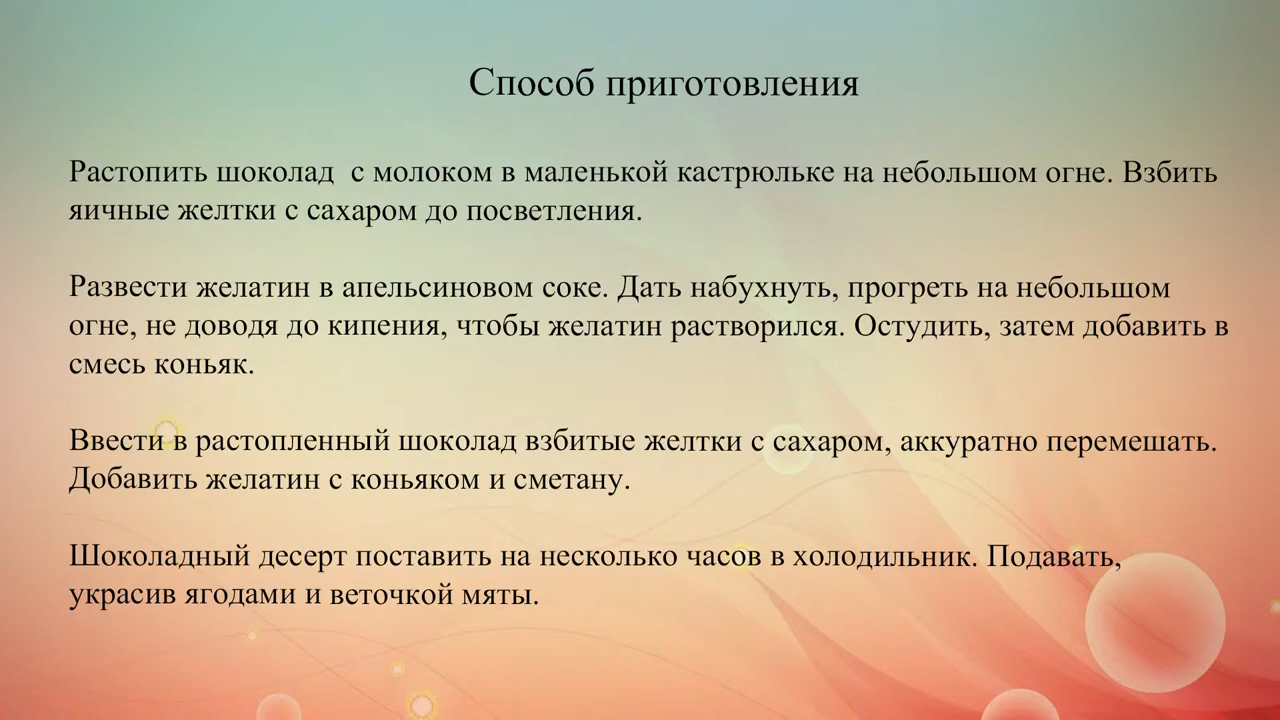 Способ приготовления
Растопить шоколад  с молоком в маленькой кастрюльке на небольшом огне. Взбить
яичные желтки с сахаром до посветления.
Развести желатин в апельсиновом соке. Дать набухнуть, прогреть на небольшом
огне, не доводя до кипения, чтобы желатин растворился. Остудить, затем добавить в
смесь коньяк.
Ввести в растопленный шоколад взбитые желтки с сахаром, аккуратно перемешать.
Добавить желатин с коньяком и сметану.
Шоколадный десерт поставить на несколько часов в холодильник. Подавать,
украсив ягодами и веточкой мяты.